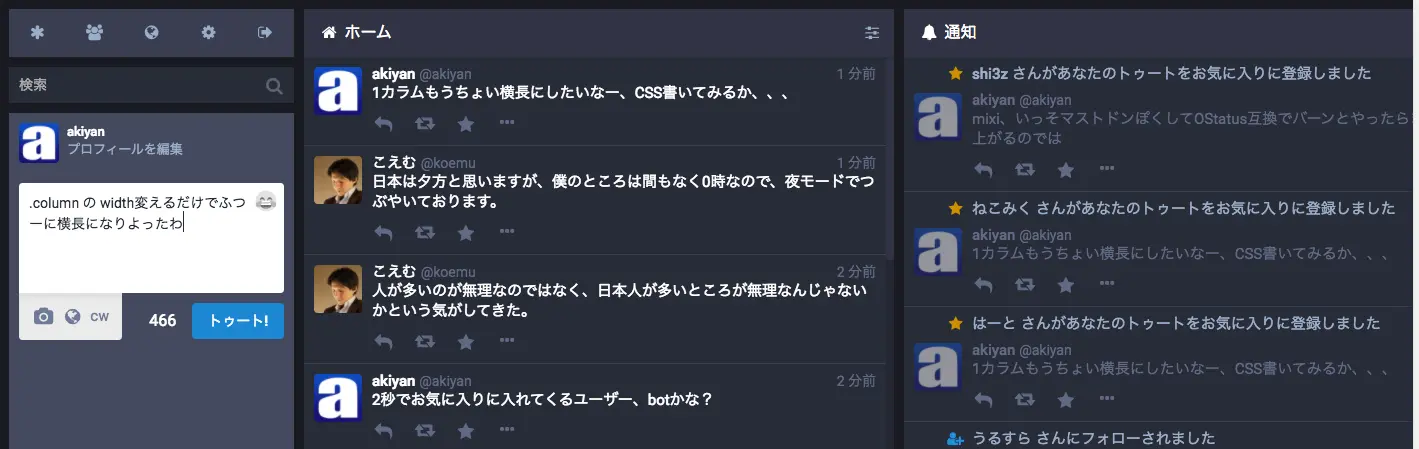 検索
akiyan
プロフィールを編集
.column の width変えるだけでふつ
ーに横長になりよったわ
CW
466
トゥート!
ホーム
akiyan @akiyan
1 分前
1カラムもうちょい横長にしたいなー、CSS書いてみるか、、、
こえむ @koemu
1 分前
日本は夕方と思いますが、僕のところは間もなく0時なので、夜モードでつ
ぶやいております。
こえむ @koemu
2 分前
人が多いのが無理なのではなく、日本人が多いところが無理なんじゃない
かという気がしてきた。
akiyan @akiyan
2 分前
2秒でお気に入りに入れてくるユーザー、botかな？
通知
shi3z さんがあなたのトゥートをお気に入りに登録しました
akiyan @akiyan
mixi、いっそマストドンぽくしてOStatus互換でバーンとやったら
上がるのでは
ねこみく さんがあなたのトゥートをお気に入りに登録しました
akiyan @akiyan
1カラムもうちょい横長にしたいなー、CSS書いてみるか、、、
はーと さんがあなたのトゥートをお気に入りに登録しました
akiyan @akiyan
1カラムもうちょい横長にしたいなー、CSS書いてみるか、、、
うるすら さんにフォローされました